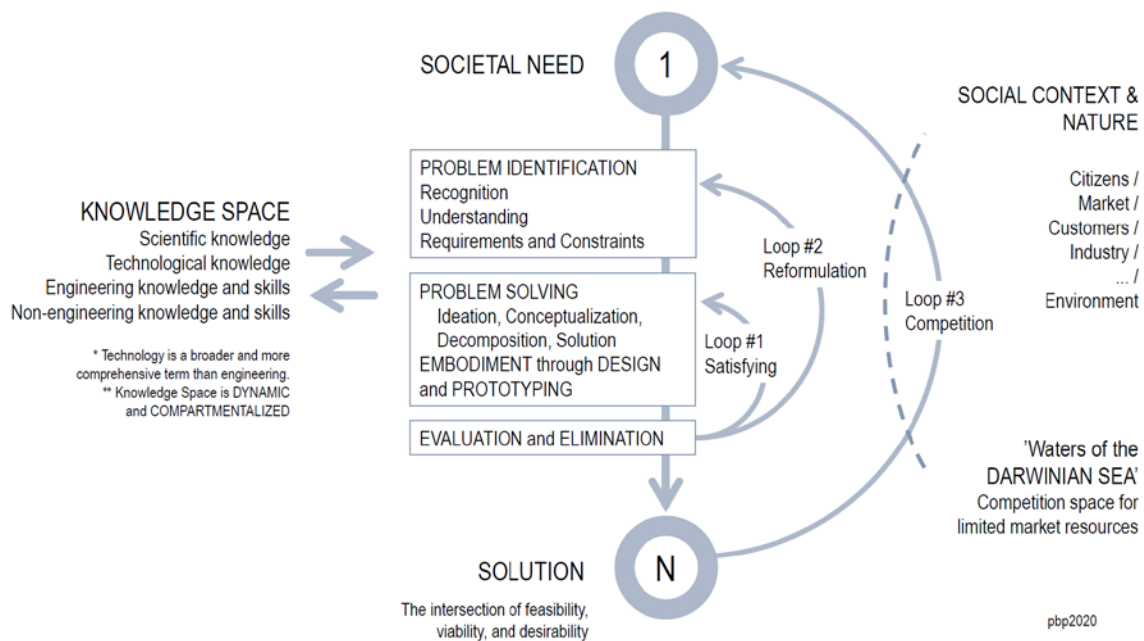 SOCIETAL NEED
1
PROBLEM IDENTIFICATION
Recognition
Understanding
Requirements and Constraints
KNOWLEDGE SPACE
Scientific knowledge
Technological knowledge
Engineering knowledge and skills
Non-engineering knowledge and skills
* Technology is a broader and more
comprehensive term than engineering.
** Knowledge Space is DYNAMIC
and COMPARTMENTALIZED
PROBLEM SOLVING
Ideation, Conceptualization,
Decomposition, Solution
EMBODIMENT through DESIGN
and PROTOTYPING
EVALUATION and ELIMINATION
Loop #1
Satisfying
Loop #2
Reformulation
Loop #3
Competition
SOCIAL CONTEXT &
NATURE
Citizens /
Market /
Customers /
Industry /
... /
Environment
'Waters of the
DARWINIAN SEA'
Competition space for
limited market resources
N
SOLUTION
The intersection of feasibility,
viability, and desirability
pbp2020